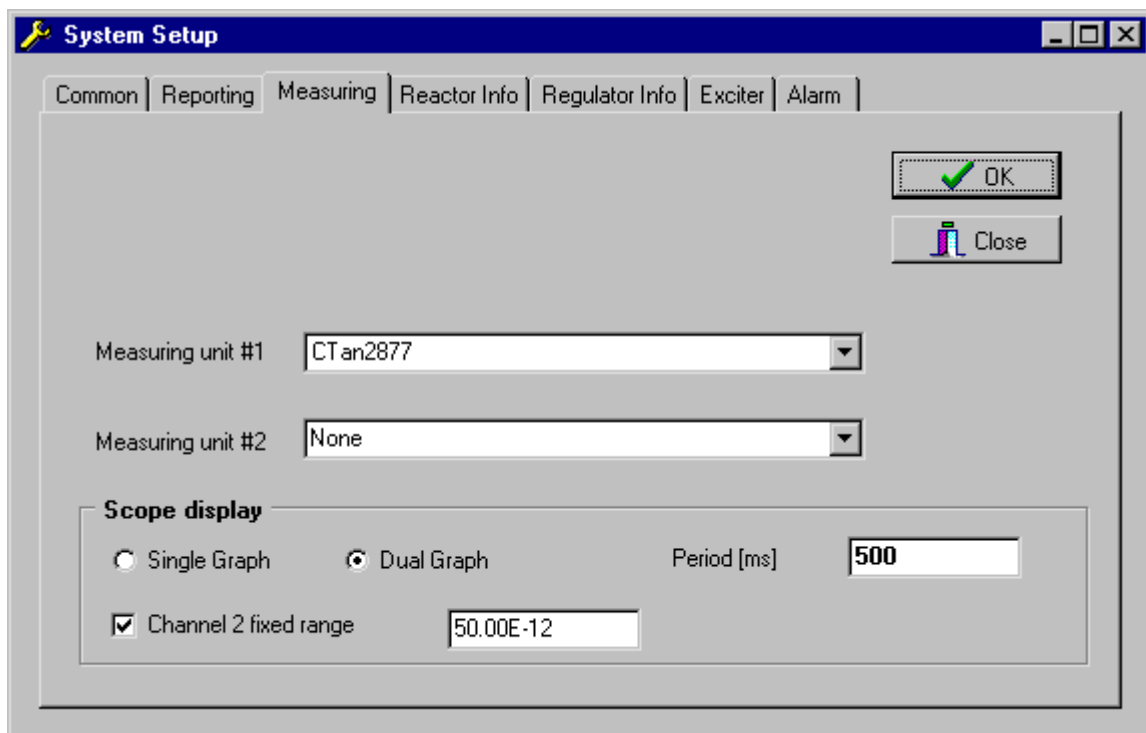 System Setup
Common Reporting Measuring Reactor Info Regulator Info Exciter Alarm
OK
Close
Measuring unit #1 CTan2877
Measuring unit #2 None
Scope display
Single Graph Dual Graph Period [ms] 500
Channel 2 fixed range 50.00E-12